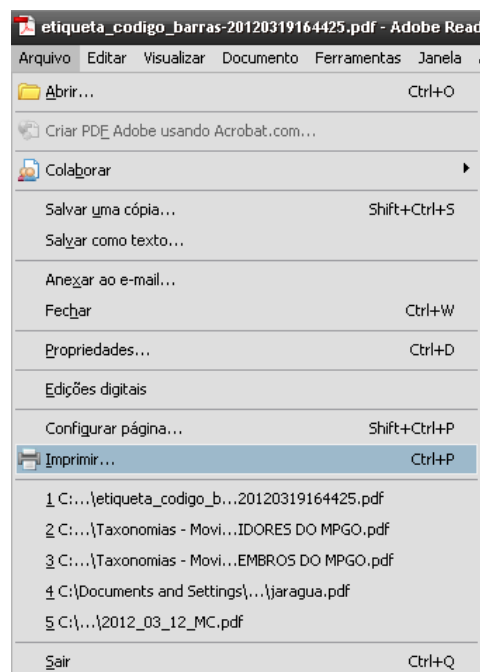 etiqueta_codigo_barras-20120319164425.pdf - Adobe Read
Arquivo Editar Visualizar Documento Ferramentas Janela
Abrir... Ctrl+O
Criar PDF Adobe usando Acrobat.com...
Colaborar
Salvar uma cópia... Shift+Ctrl+S
Salvar como texto...
Anexar ao e-mail...
Fechar Ctrl+W
Propriedades... Ctrl+D
Edições digitais
Configurar página... Shift+Ctrl+P
Imprimir... Ctrl+P
1 C:...\etiqueta_codigo_b...20120319164425.pdf
2 C:...\Taxonomias - Movi...IDORES DO MPGO.pdf
3 C:...\Taxonomias - Movi...EMBROS DO MPGO.pdf
4 C:\Documents and Settings\...\jaragua.pdf
5 C:\...\2012_03_12_MC.pdf
Sair Ctrl+Q